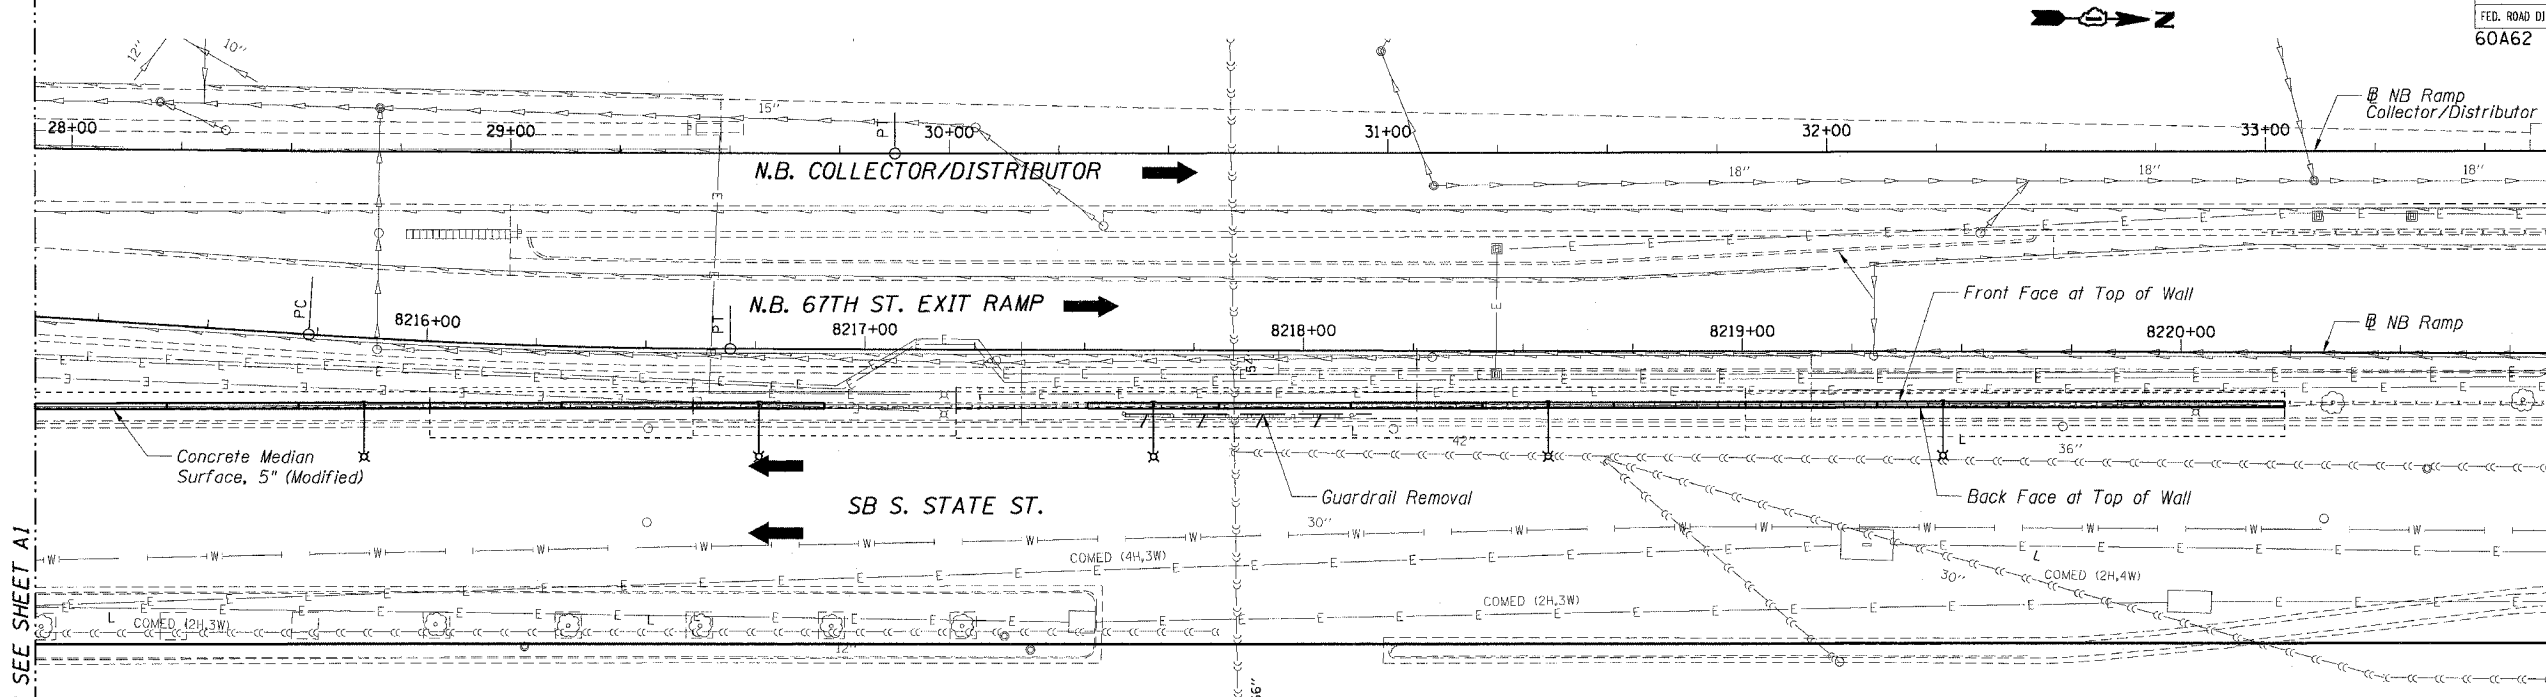 N
FED. ROAD DI
60A62
12"
10"
15"
28+00
29+00
PT
30+00
31+00
32+00
33+00
℄ NB Ramp
Collector/Distributor
N.B. COLLECTOR/DISTRIBUTOR
18"
18"
18"
PC
8216+00
PT
N.B. 67TH ST. EXIT RAMP
8217+00
8218+00
8219+00
8220+00
Front Face at Top of Wall
℄ NB Ramp
54"
Concrete Median
Surface, 5" (Modified)
42"
36"
Guardrail Removal
Back Face at Top of Wall
SB S. STATE ST.
30"
COMED (4H,3W)
30"
COMED (2H,4W)
COMED (2H,3W)
COMED (2H,3W)
12"
SEE SHEET A1